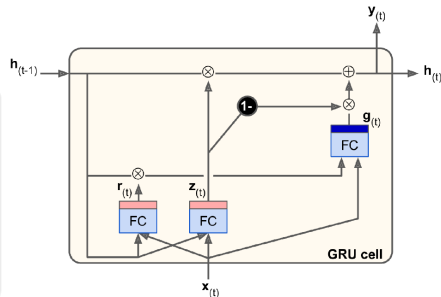 y(t)
h(t-1)
h(t)
1-
g(t)
FC
r(t)
z(t)
FC
FC
GRU cell
x(t)